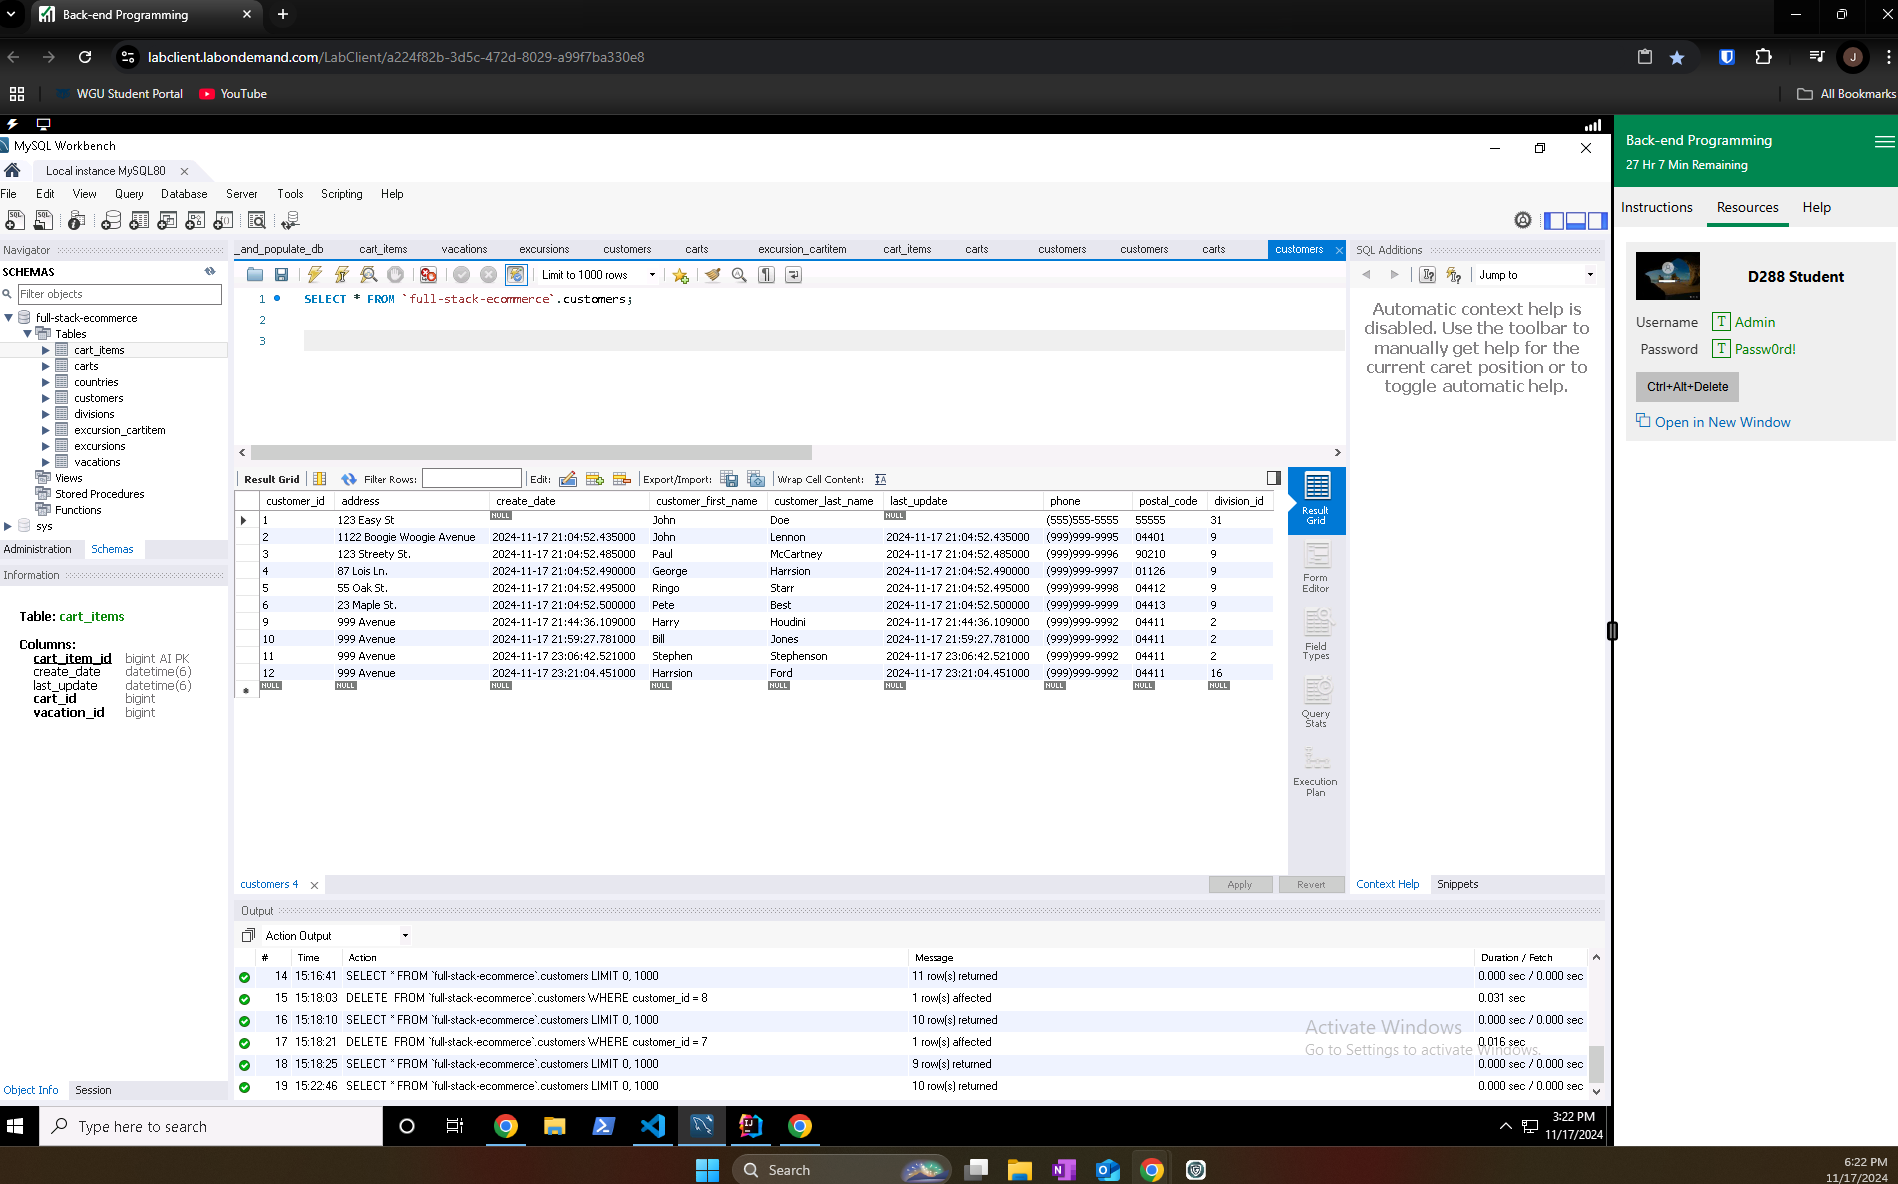 Back-end Programming
labclient.labondemand.com/LabClient/a224f82b-3d5c-472d-8029-a99f7ba330e8
J
WGU Student Portal
YouTube
All Bookmarks
MySQL Workbench
Local instance MySQL80
File Edit View Query Database Server Tools Scripting Help
Navigator
SCHEMAS
Filter objects
full-stack-ecommerce
Tables
cart_items
carts
countries
customers
divisions
excursion_cartitem
excursions
vacations
Views
Stored Procedures
Functions
sys
Administration Schemas
Information
Table: cart_items
Columns:
cart_item_id bigint AI PK
create_date datetime(6)
last_update datetime(6)
cart_id bigint
vacation_id bigint
Object Info Session
_and_populate_db cart_items vacations excursions customers carts excursion_cartitem cart_items carts customers customers carts customers
Limit to 1000 rows
1 SELECT * FROM `full-stack-ecommerce`.customers;
2
3
Result Grid Filter Rows: Edit: Export/Import: Wrap Cell Content:
customer_id address create_date customer_first_name customer_last_name last_update phone postal_code division_id
1 123 Easy St NULL John Doe NULL (555)555-5555 55555 31
2 1122 Boogie Woogie Avenue 2024-11-17 21:04:52.435000 John Lennon 2024-11-17 21:04:52.435000 (999)999-9995 04401 9
3 123 Streety St. 2024-11-17 21:04:52.485000 Paul McCartney 2024-11-17 21:04:52.485000 (999)999-9996 90210 9
4 87 Lois Ln. 2024-11-17 21:04:52.490000 George Harrsion 2024-11-17 21:04:52.490000 (999)999-9997 01126 9
5 55 Oak St. 2024-11-17 21:04:52.495000 Ringo Starr 2024-11-17 21:04:52.495000 (999)999-9998 04412 9
6 23 Maple St. 2024-11-17 21:04:52.500000 Pete Best 2024-11-17 21:04:52.500000 (999)999-9999 04413 9
9 999 Avenue 2024-11-17 21:44:36.109000 Harry Houdini 2024-11-17 21:44:36.109000 (999)999-9992 04411 2
10 999 Avenue 2024-11-17 21:59:27.781000 Bill Jones 2024-11-17 21:59:27.781000 (999)999-9992 04411 2
11 999 Avenue 2024-11-17 23:06:42.521000 Stephen Stephenson 2024-11-17 23:06:42.521000 (999)999-9992 04411 2
12 999 Avenue 2024-11-17 23:21:04.451000 Harrsion Ford 2024-11-17 23:21:04.451000 (999)999-9992 04411 16
NULL NULL NULL NULL NULL NULL NULL NULL NULL
Result Grid
Form Editor
Field Types
Query Stats
Execution Plan
customers 4
Apply Revert
SQL Additions
Jump to
Automatic context help is
disabled. Use the toolbar to
manually get help for the
current caret position or to
toggle automatic help.
Context Help Snippets
Output
Action Output
# Time Action Message Duration / Fetch
14 15:16:41 SELECT * FROM `full-stack-ecommerce`.customers LIMIT 0, 1000 11 row(s) returned 0.000 sec / 0.000 sec
15 15:18:03 DELETE FROM `full-stack-ecommerce`.customers WHERE customer_id = 8 1 row(s) affected 0.031 sec
16 15:18:10 SELECT * FROM `full-stack-ecommerce`.customers LIMIT 0, 1000 10 row(s) returned 0.000 sec / 0.000 sec
17 15:18:21 DELETE FROM `full-stack-ecommerce`.customers WHERE customer_id = 7 1 row(s) affected 0.016 sec
18 15:18:25 SELECT * FROM `full-stack-ecommerce`.customers LIMIT 0, 1000 9 row(s) returned 0.000 sec / 0.000 sec
19 15:22:46 SELECT * FROM `full-stack-ecommerce`.customers LIMIT 0, 1000 10 row(s) returned 0.000 sec / 0.000 sec
Activate Windows
Go to Settings to activate Windows.
Back-end Programming
27 Hr 7 Min Remaining
Instructions Resources Help
D288 Student
Username T Admin
Password T Passw0rd!
Ctrl+Alt+Delete
Open in New Window
Type here to search
3:22 PM
11/17/2024
Search
6:22 PM
11/17/2024